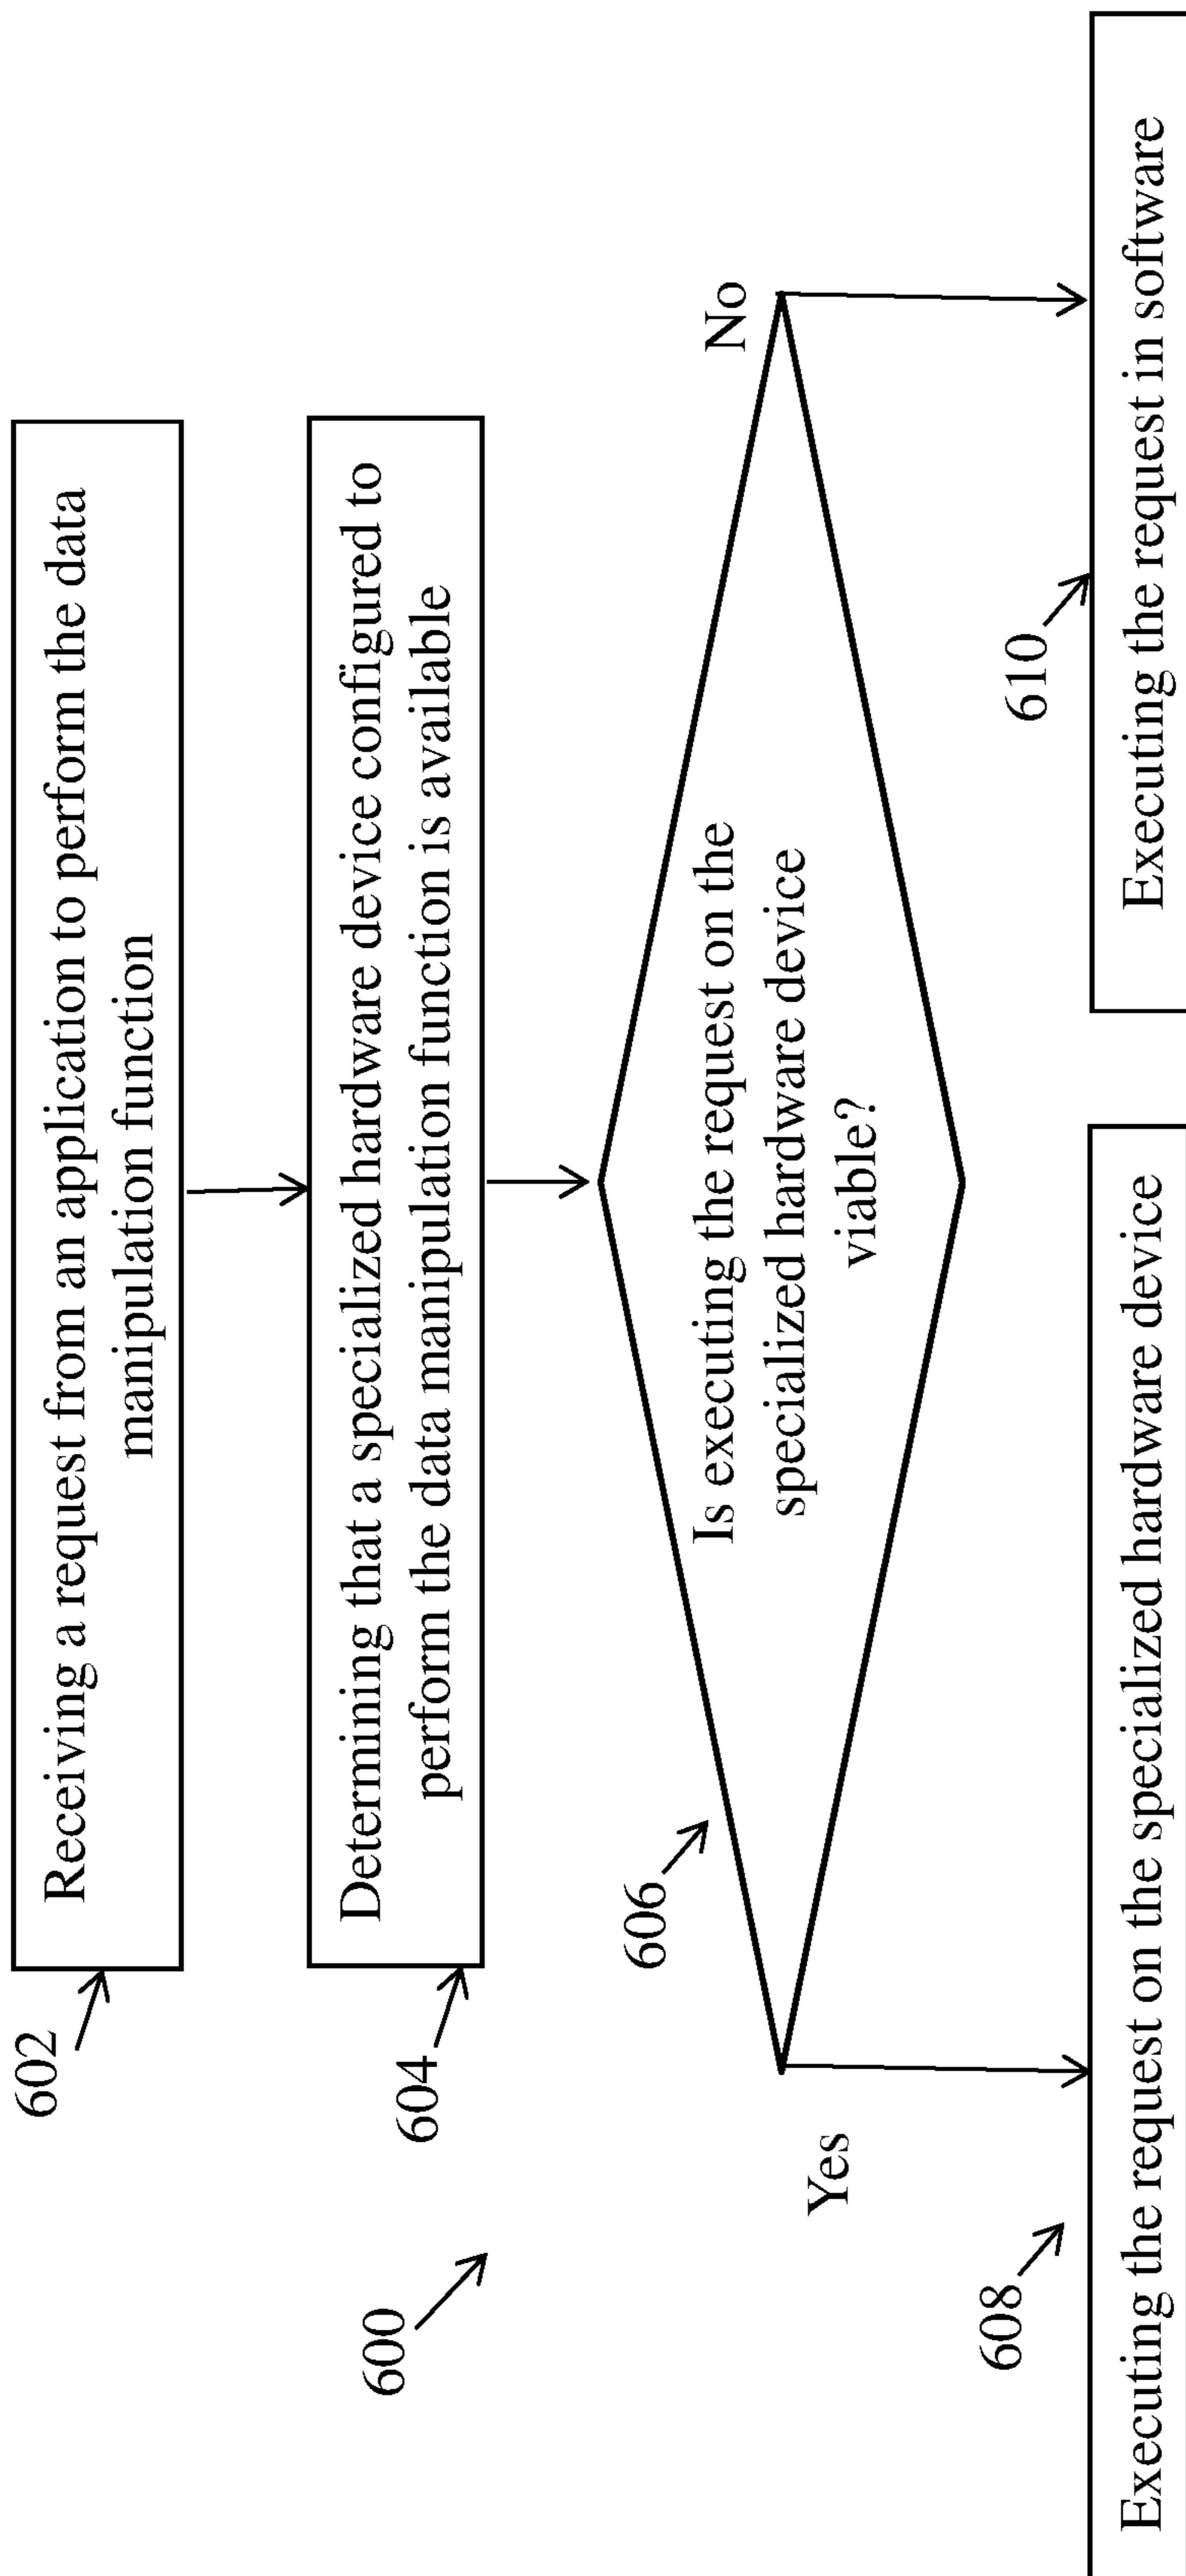 602
Receiving a request from an application to perform the data
manipulation function
604
Determining that a specialized hardware device configured to
perform the data manipulation function is available
600
606
Is executing the request on the
specialized hardware device
viable?
Yes
No
608
Executing the request on the specialized hardware device
610
Executing the request in software